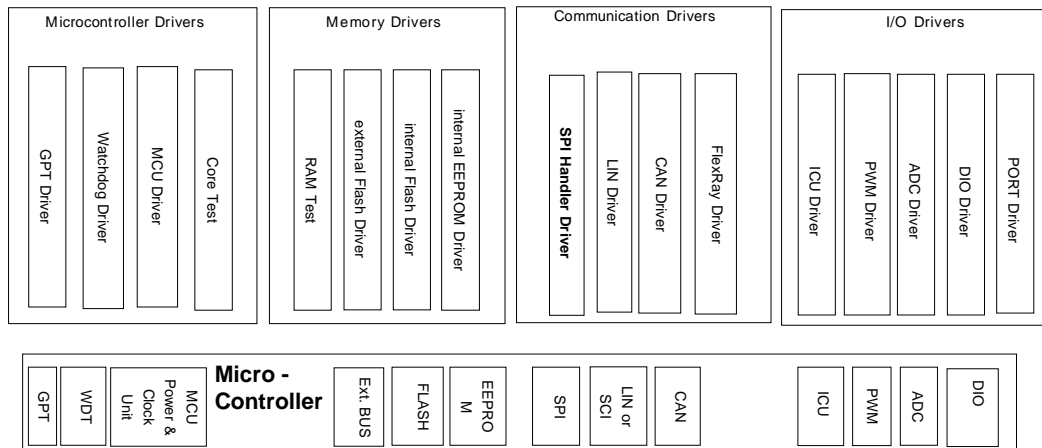 Microcontroller Drivers
Memory Drivers
Communication Drivers
I/O Drivers
GPT Driver
Watchdog Driver
MCU Driver
Core Test
RAM Test
external Flash Driver
internal Flash Driver
internal EEPROM Driver
SPI Handler Driver
LIN Driver
CAN Driver
FlexRay Driver
ICU Driver
PWM Driver
ADC Driver
DIO Driver
PORT Driver
GPT
WDT
MCU
Power &
Clock
Unit
Micro -
Controller
Ext. BUS
FLASH
EEPRO
M
SPI
LIN or
SCI
CAN
ICU
PWM
ADC
DIO